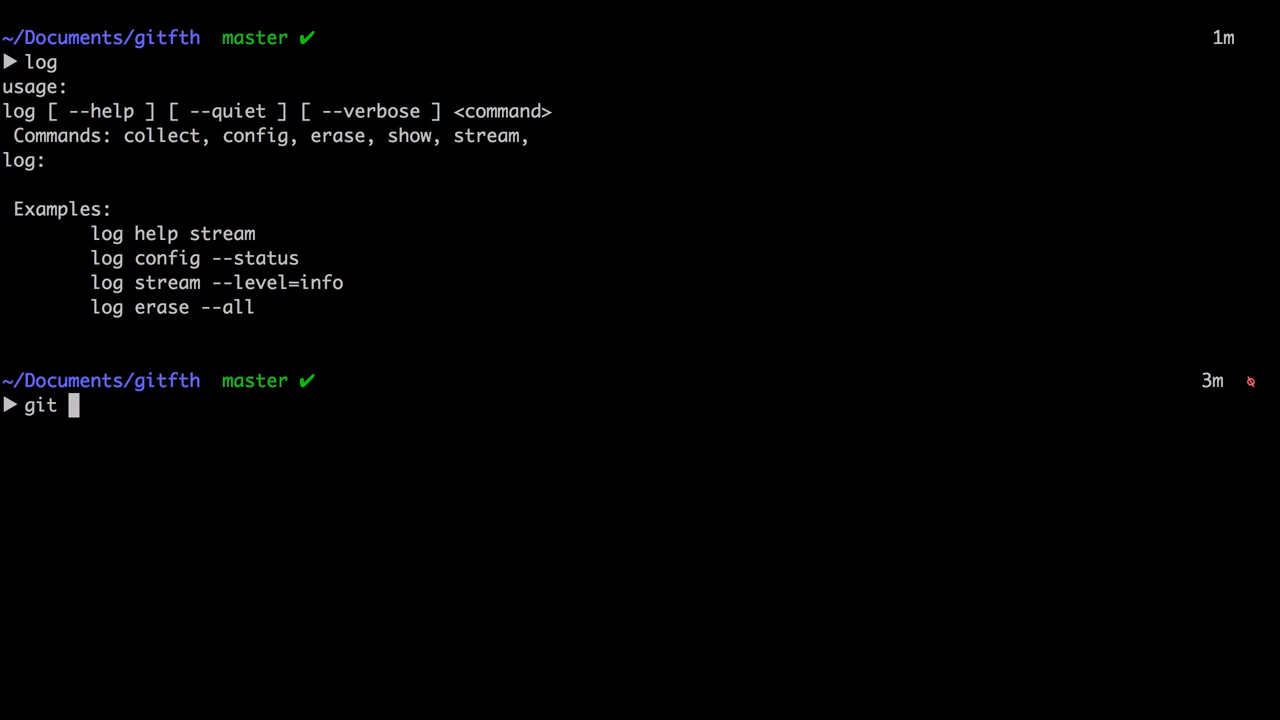 ~/Documents/gitfth master ✔ 1m
▶ log
usage:
log [ --help ] [ --quiet ] [ --verbose ] <command>
Commands: collect, config, erase, show, stream,
log:
Examples:
log help stream
log config --status
log stream --level=info
log erase --all
~/Documents/gitfth master ✔ 3m
▶ git